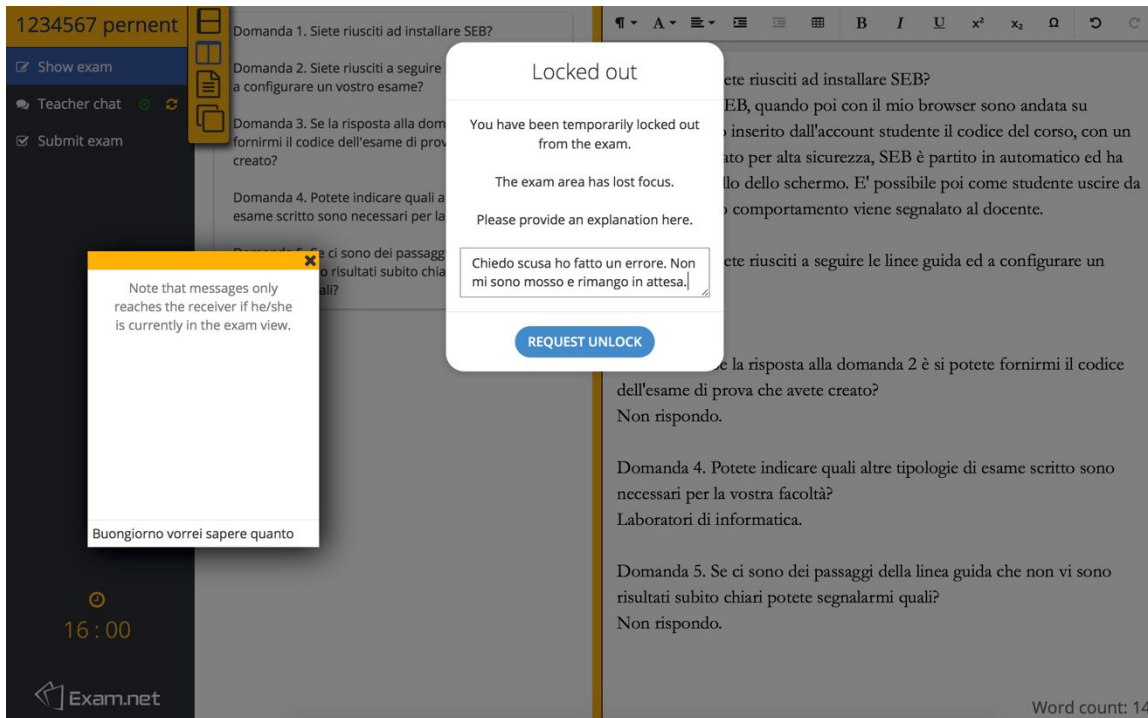 1234567 pernent
Show exam
Teacher chat
Submit exam
Note that messages only
reaches the receiver if he/she
is currently in the exam view.
Buongiorno vorrei sapere quanto
16 : 00
Exam.net
Domanda 1. Siete riusciti ad installare SEB?
Domanda 2. Siete riusciti a seguire
a configurare un vostro esame?
Domanda 3. Se la risposta alla dom
fornirmi il codice dell'esame di prov
creato?
Domanda 4. Potete indicare quali a
esame scritto sono necessari per la
e ci sono dei passagg
o risultati subito chia
ali?
Locked out
You have been temporarily locked out
from the exam.
The exam area has lost focus.
Please provide an explanation here.
Chiedo scusa ho fatto un errore. Non
mi sono mosso e rimango in attesa.
REQUEST UNLOCK
¶ A B I U x² x₂ Ω
ete riusciti ad installare SEB?
EB, quando poi con il mio browser sono andata su
inserito dall'account studente il codice del corso, con un
ato per alta sicurezza, SEB è partito in automatico ed ha
llo dello schermo. E' possibile poi come studente uscire da
comportamento viene segnalato al docente.
ete riusciti a seguire le linee guida ed a configurare un
e la risposta alla domanda 2 è si potete fornirmi il codice
dell'esame di prova che avete creato?
Non rispondo.
Domanda 4. Potete indicare quali altre tipologie di esame scritto sono
necessari per la vostra facoltà?
Laboratori di informatica.
Domanda 5. Se ci sono dei passaggi della linea guida che non vi sono
risultati subito chiari potete segnalarmi quali?
Non rispondo.
Word count: 14